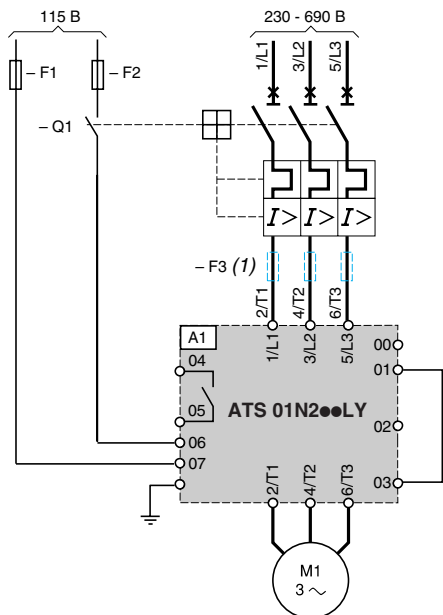 115 В
230 - 690 В
– F1
– F2
1/L1
3/L2
5/L3
– Q1
I>
I>
I>
– F3 (1)
2/T1
4/T2
6/T3
A1
1/L1
3/L2
5/L3
00
04
01
05
ATS 01N2●●LY
02
06
07
03
2/T1
4/T2
6/T3
M1
3 ~